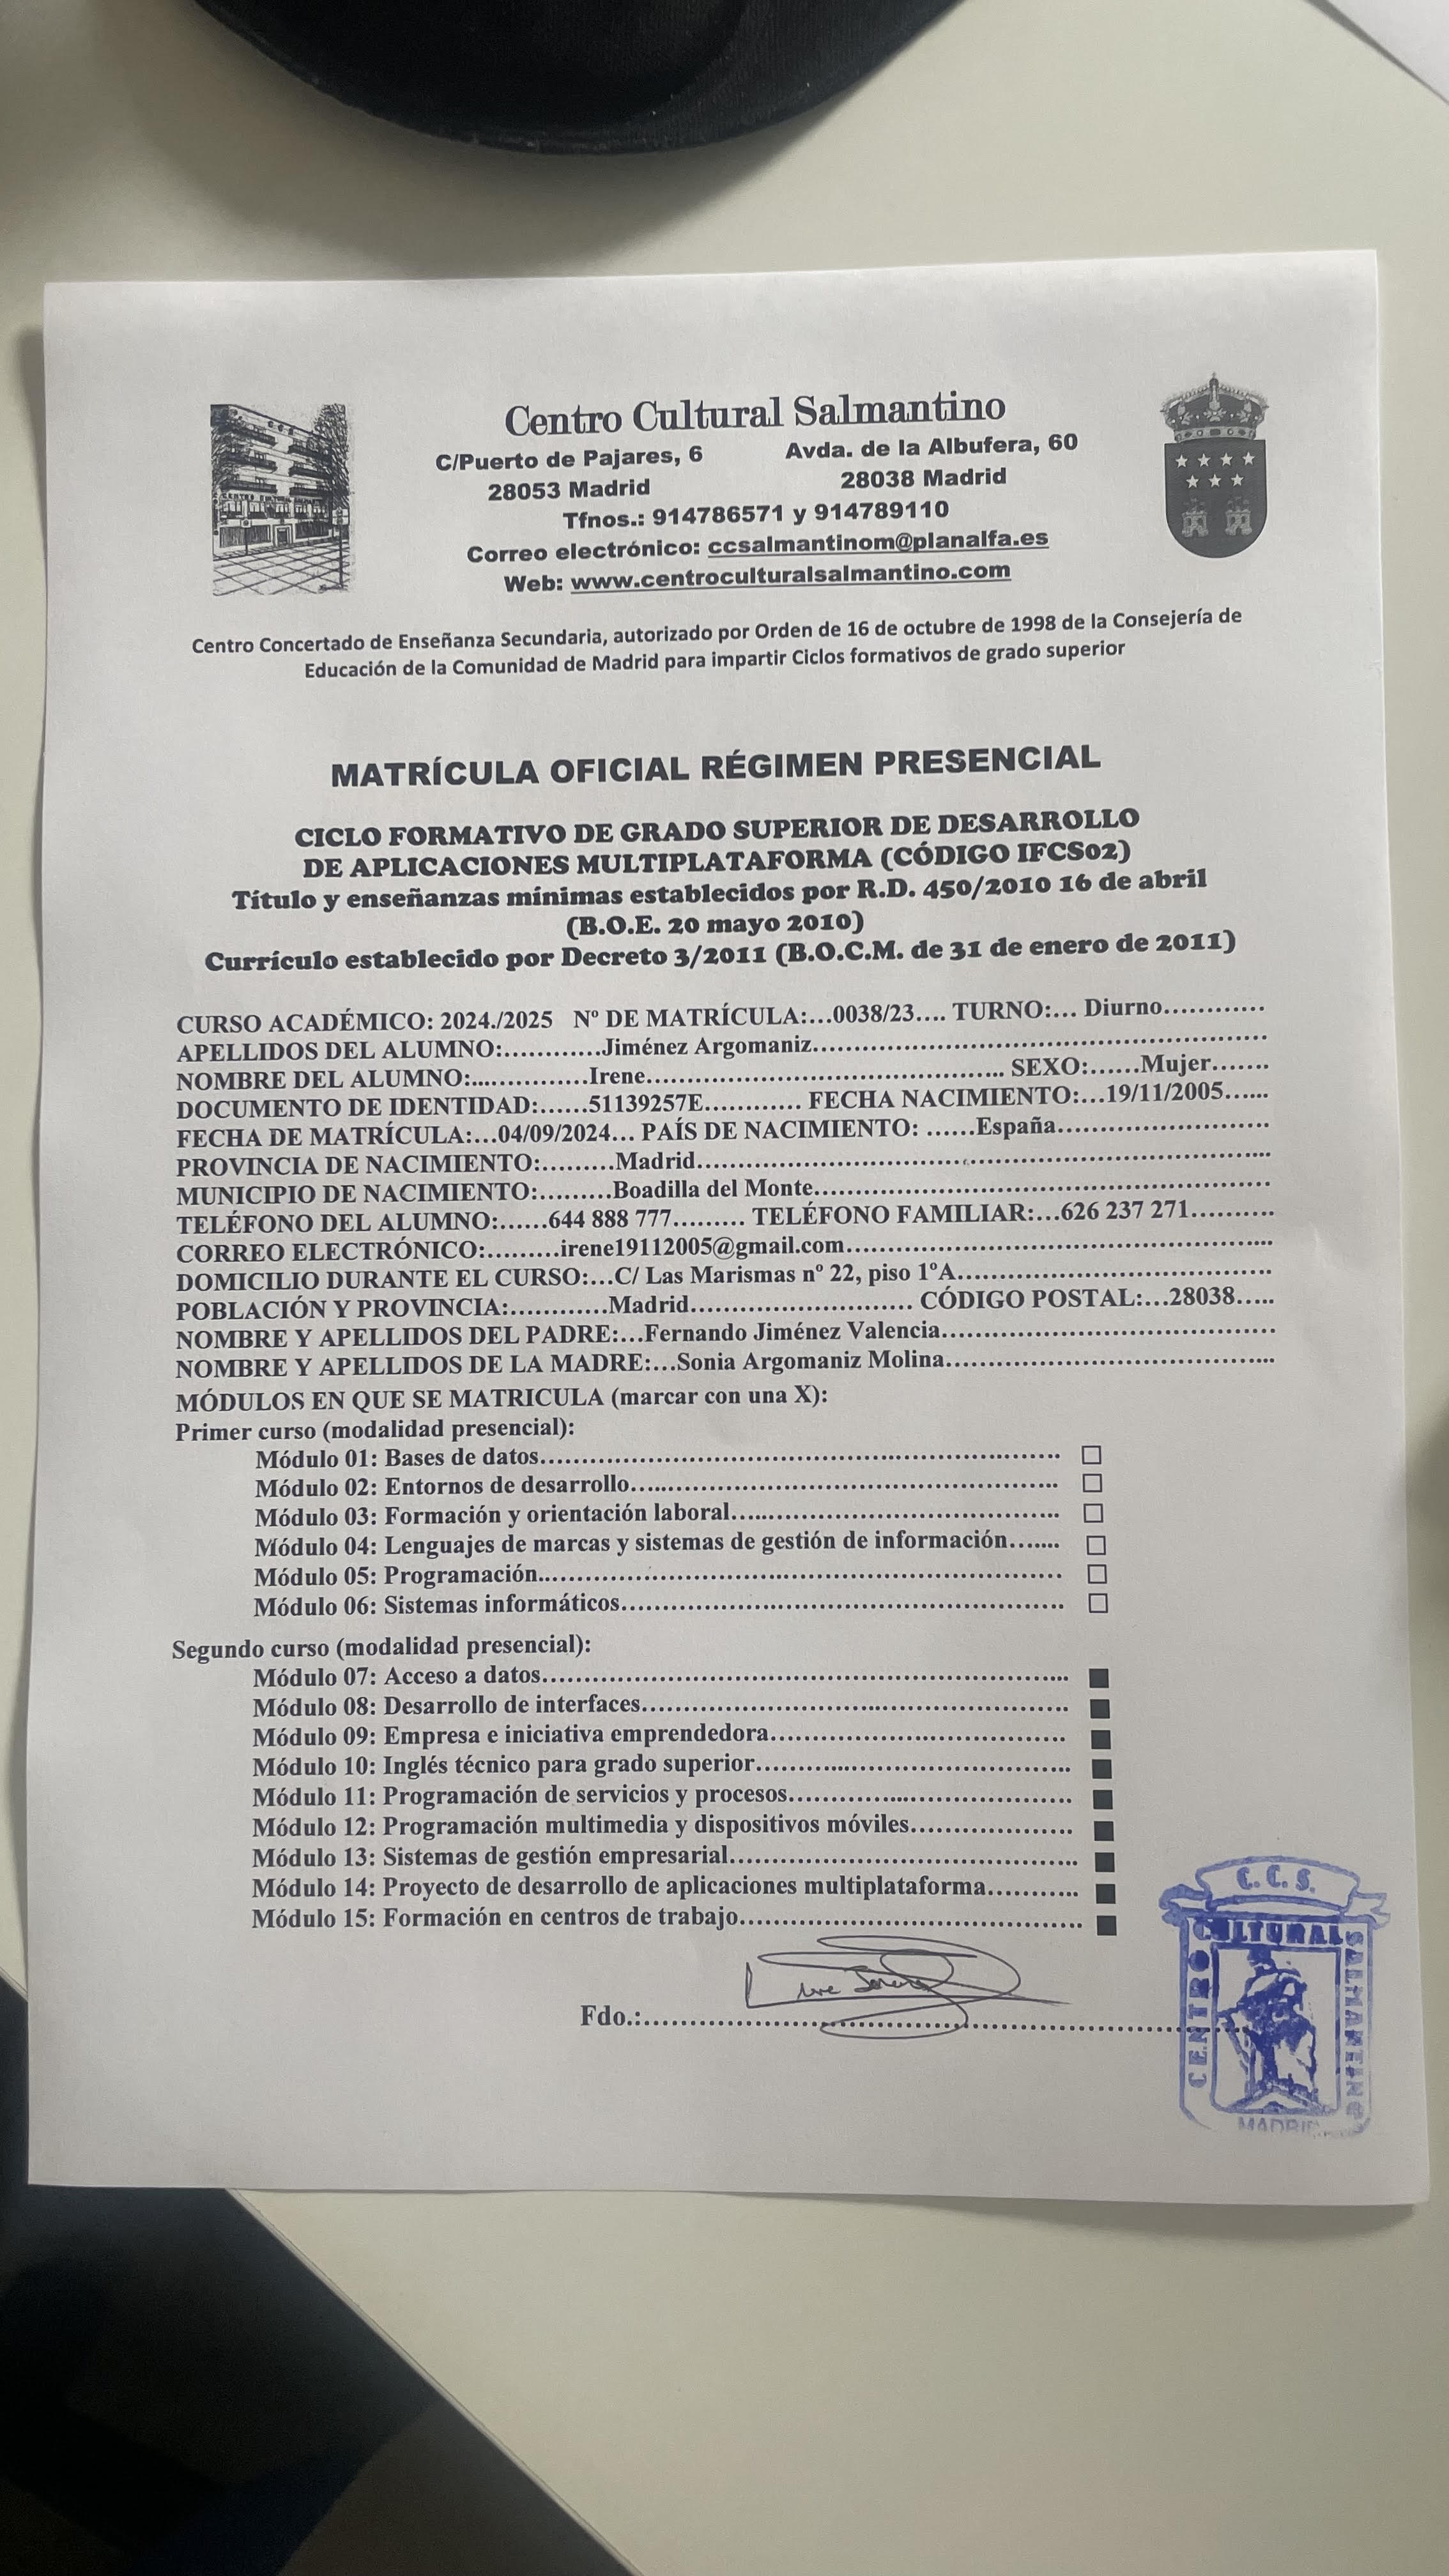 Centro Cultural Salmantino
C/Puerto de Pajares, 6 Avda. de la Albufera, 60
28053 Madrid 28038 Madrid
Tfnos.: 914786571 y 914789110
Correo electrónico: ccsalmantinom@planalfa.es
Web: www.centroculturalsalmantino.com
Centro Concertado de Enseñanza Secundaria, autorizado por Orden de 16 de octubre de 1998 de la Consejería de
Educación de la Comunidad de Madrid para impartir Ciclos formativos de grado superior
MATRÍCULA OFICIAL RÉGIMEN PRESENCIAL
CICLO FORMATIVO DE GRADO SUPERIOR DE DESARROLLO
DE APLICACIONES MULTIPLATAFORMA (CÓDIGO IFCS02)
Título y enseñanzas mínimas establecidos por R.D. 450/2010 16 de abril
(B.O.E. 20 mayo 2010)
Currículo establecido por Decreto 3/2011 (B.O.C.M. de 31 de enero de 2011)
CURSO ACADÉMICO: 2024./2025 Nº DE MATRÍCULA:...0038/23.... TURNO:... Diurno............
APELLIDOS DEL ALUMNO:............Jiménez Argomaniz............
NOMBRE DEL ALUMNO:...............Irene............ SEXO:......Mujer.......
DOCUMENTO DE IDENTIDAD:......51139257E............ FECHA NACIMIENTO:...19/11/2005......
FECHA DE MATRÍCULA:...04/09/2024... PAÍS DE NACIMIENTO: ......España............
PROVINCIA DE NACIMIENTO:.........Madrid............
MUNICIPIO DE NACIMIENTO:.........Boadilla del Monte............
TELÉFONO DEL ALUMNO:......644 888 777......... TELÉFONO FAMILIAR:...626 237 271..........
CORREO ELECTRÓNICO:.........irene19112005@gmail.com............
DOMICILIO DURANTE EL CURSO:...C/ Las Marismas nº 22, piso 1ºA............
POBLACIÓN Y PROVINCIA:............Madrid............ CÓDIGO POSTAL:...28038.....
NOMBRE Y APELLIDOS DEL PADRE:...Fernando Jiménez Valencia............
NOMBRE Y APELLIDOS DE LA MADRE:...Sonia Argomaniz Molina............
MÓDULOS EN QUE SE MATRICULA (marcar con una X):
Primer curso (modalidad presencial):
Módulo 01: Bases de datos............ □
Módulo 02: Entornos de desarrollo............ □
Módulo 03: Formación y orientación laboral............ □
Módulo 04: Lenguajes de marcas y sistemas de gestión de información....... □
Módulo 05: Programación............ □
Módulo 06: Sistemas informáticos............ □
Segundo curso (modalidad presencial):
Módulo 07: Acceso a datos............ ■
Módulo 08: Desarrollo de interfaces............ ■
Módulo 09: Empresa e iniciativa emprendedora............ ■
Módulo 10: Inglés técnico para grado superior............ ■
Módulo 11: Programación de servicios y procesos............ ■
Módulo 12: Programación multimedia y dispositivos móviles............ ■
Módulo 13: Sistemas de gestión empresarial............ ■
Módulo 14: Proyecto de desarrollo de aplicaciones multiplataforma........... ■
Módulo 15: Formación en centros de trabajo............ ■
Fdo.:............
C.C.S.
CENTRO CULTURAL SALMANTINO
MADRID